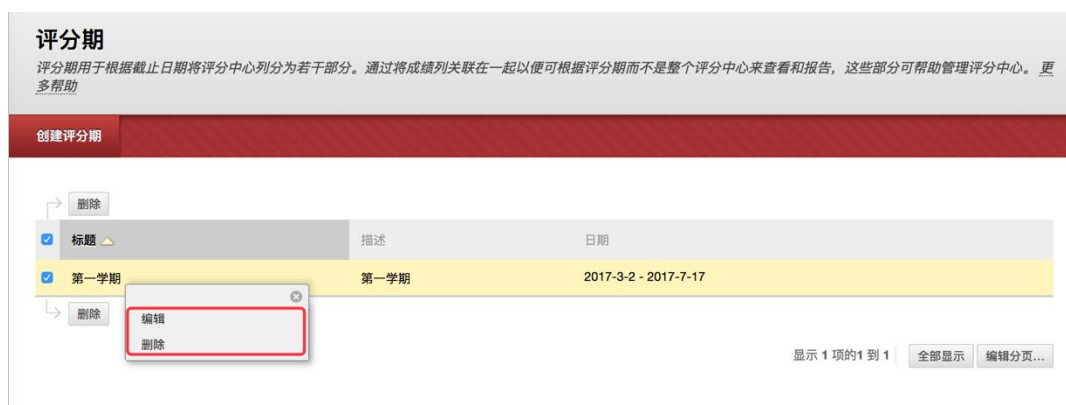 评分期
评分期用于根据截止日期将评分中心列分为若干部分。通过将成绩列关联在一起以便可根据评分期而不是整个评分中心来查看和报告，这些部分可帮助管理评分中心。 更
多帮助
创建评分期
删除
标题 描述 日期
第一学期 第一学期 2017-3-2 - 2017-7-17
删除
编辑
删除
显示 1 项的1 到 1 全部显示 编辑分页...